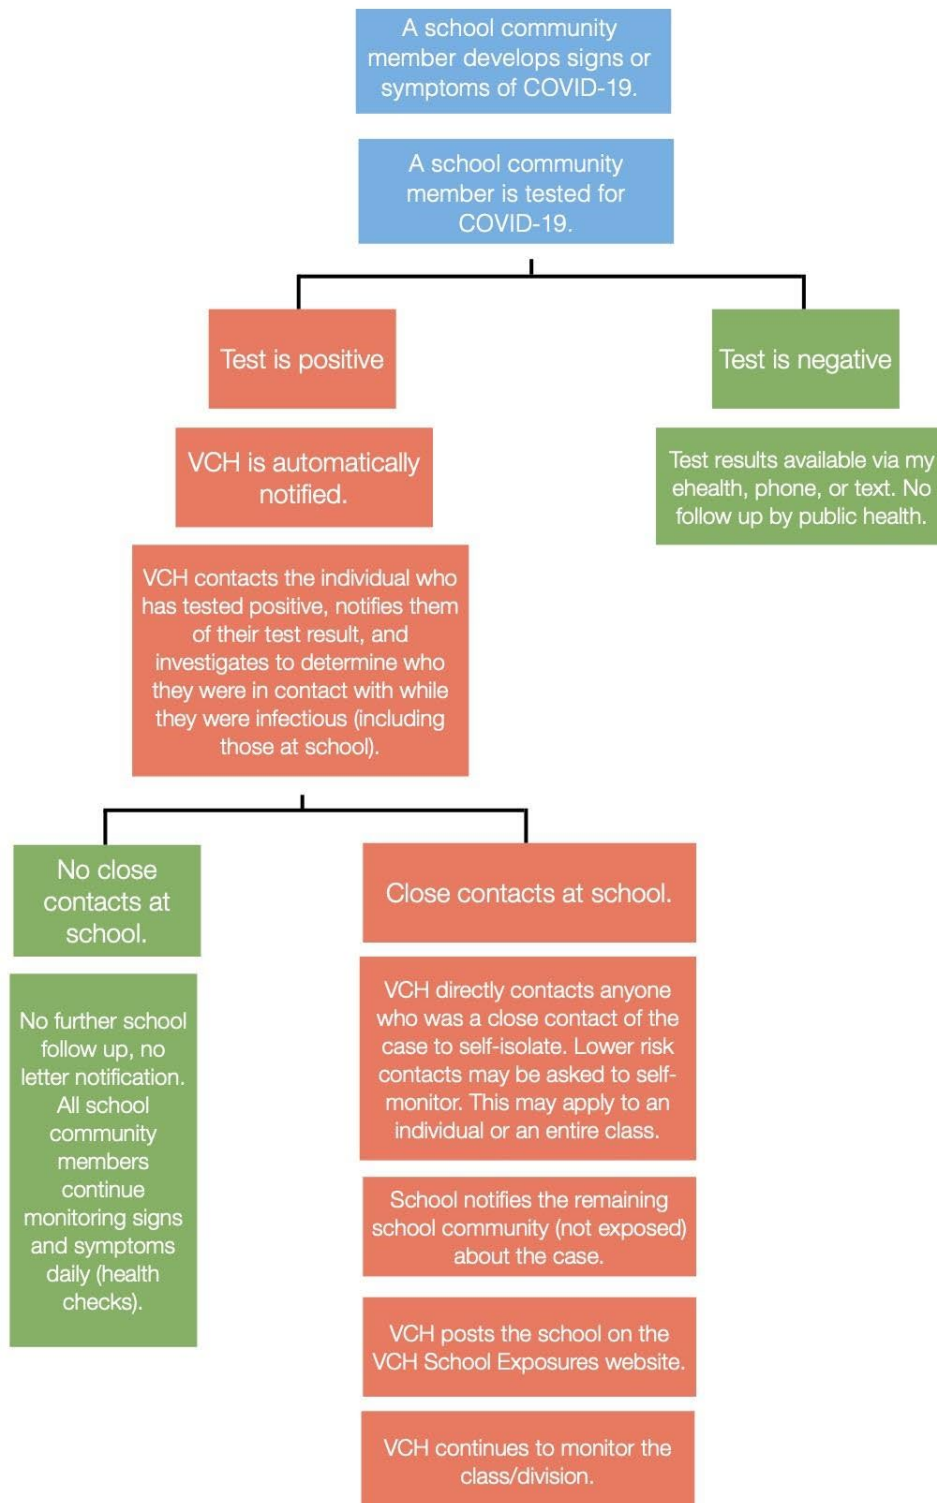 A school community
member develops signs or
symptoms of COVID-19.
A school community
member is tested for
COVID-19.
Test is positive
Test is negative
VCH is automatically
notified.
Test results available via my
ehealth, phone, or text. No
follow up by public health.
VCH contacts the individual who
has tested positive, notifies them
of their test result, and
investigates to determine who
they were in contact with while
they were infectious (including
those at school).
No close
contacts at
school.
Close contacts at school.
No further school
follow up, no
letter notification.
All school
community
members
continue
monitoring signs
and symptoms
daily (health
checks).
VCH directly contacts anyone
who was a close contact of the
case to self-isolate. Lower risk
contacts may be asked to self-
monitor. This may apply to an
individual or an entire class.
School notifies the remaining
school community (not exposed)
about the case.
VCH posts the school on the
VCH School Exposures website.
VCH continues to monitor the
class/division.